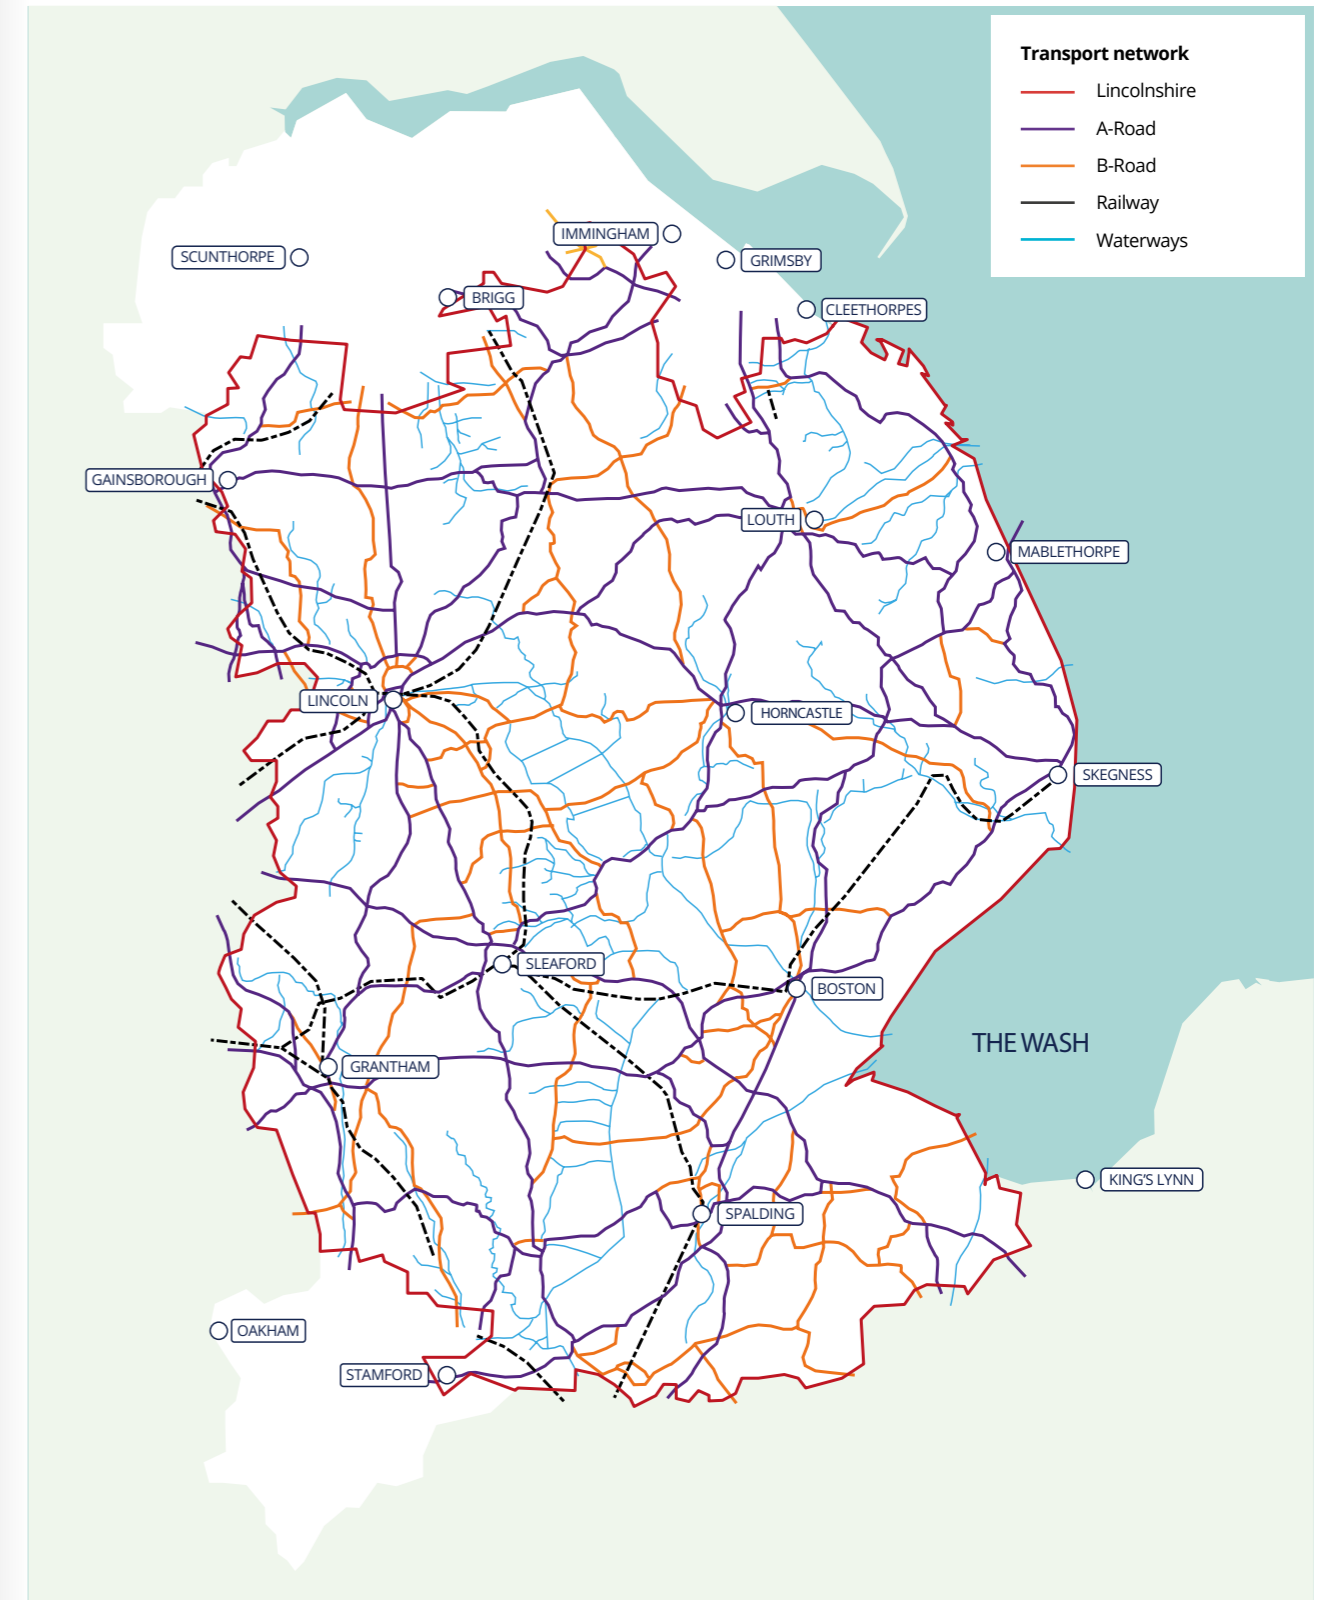 Transport network
Lincolnshire
A-Road
B-Road
Railway
Waterways
IMMINGHAM
SCUNTHORPE
GRIMSBY
BRIGG
CLEETHORPES
GAINSBOROUGH
LOUTH
MABLETHORPE
LINCOLN
HORNCASTLE
SKEGNESS
SLEAFORD
BOSTON
THE WASH
GRANTHAM
KING'S LYNN
SPALDING
OAKHAM
STAMFORD